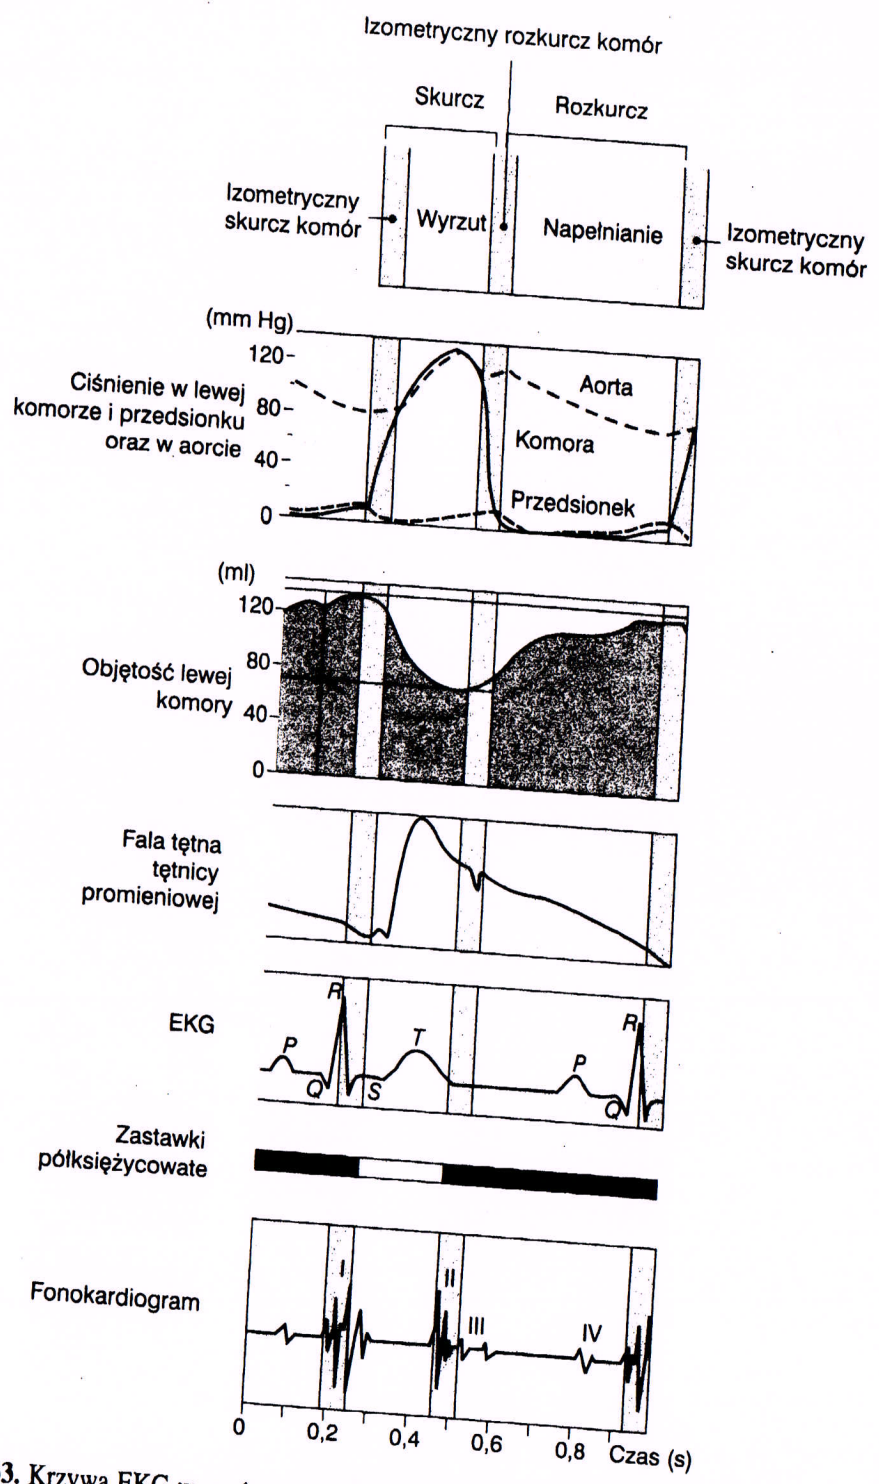 Izometryczny rozkurcz komór
Skurcz
Rozkurcz
Izometryczny
skurcz komór
Wyrzut
Napełnianie
Izometryczny
skurcz komór
(mm Hg)
120
80
40
0
Ciśnienie w lewej
komorze i przedsionku
oraz w aorcie
Aorta
Komora
Przedsionek
(ml)
120
80
40
0
Objętość lewej
komory
Fala tętna
tętnicy
promieniowej
EKG
P
Q
R
S
T
P
Q
R
Zastawki
półksiężycowate
Fonokardiogram
I
II
III
IV
0
0,2
0,4
0,6
0,8
Czas (s)
3. Krzywa EKG